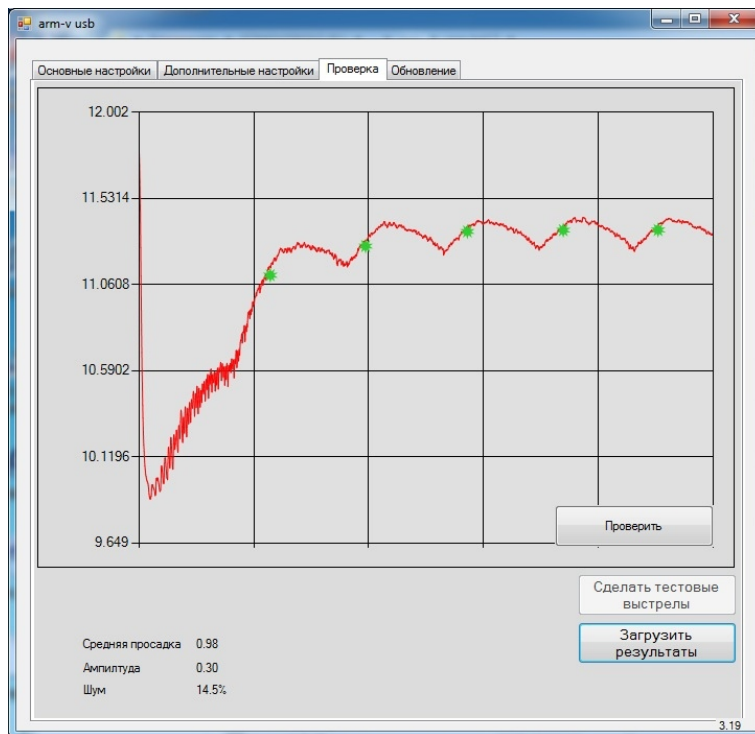 arm-v usb
Основные настройки Дополнительные настройки Проверка Обновление
12.002
11.5314
11.0608
10.5902
10.1196
9.649
Проверить
Сделать тестовые
выстрелы
Загрузить
результаты
Средняя просадка 0.98
Ампилтуда 0.30
Шум 14.5%
3.19